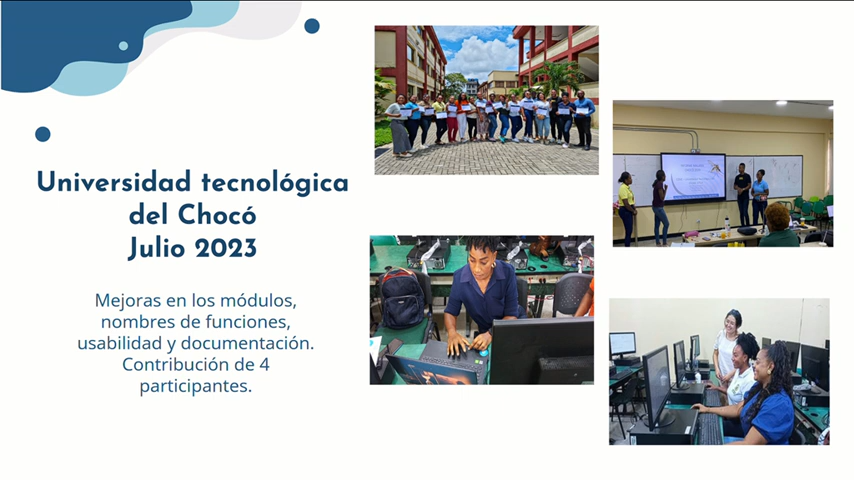 Universidad tecnológica
del Chocó
Julio 2023
Mejoras en los módulos,
nombres de funciones,
usabilidad y documentación.
Contribución de 4
participantes.